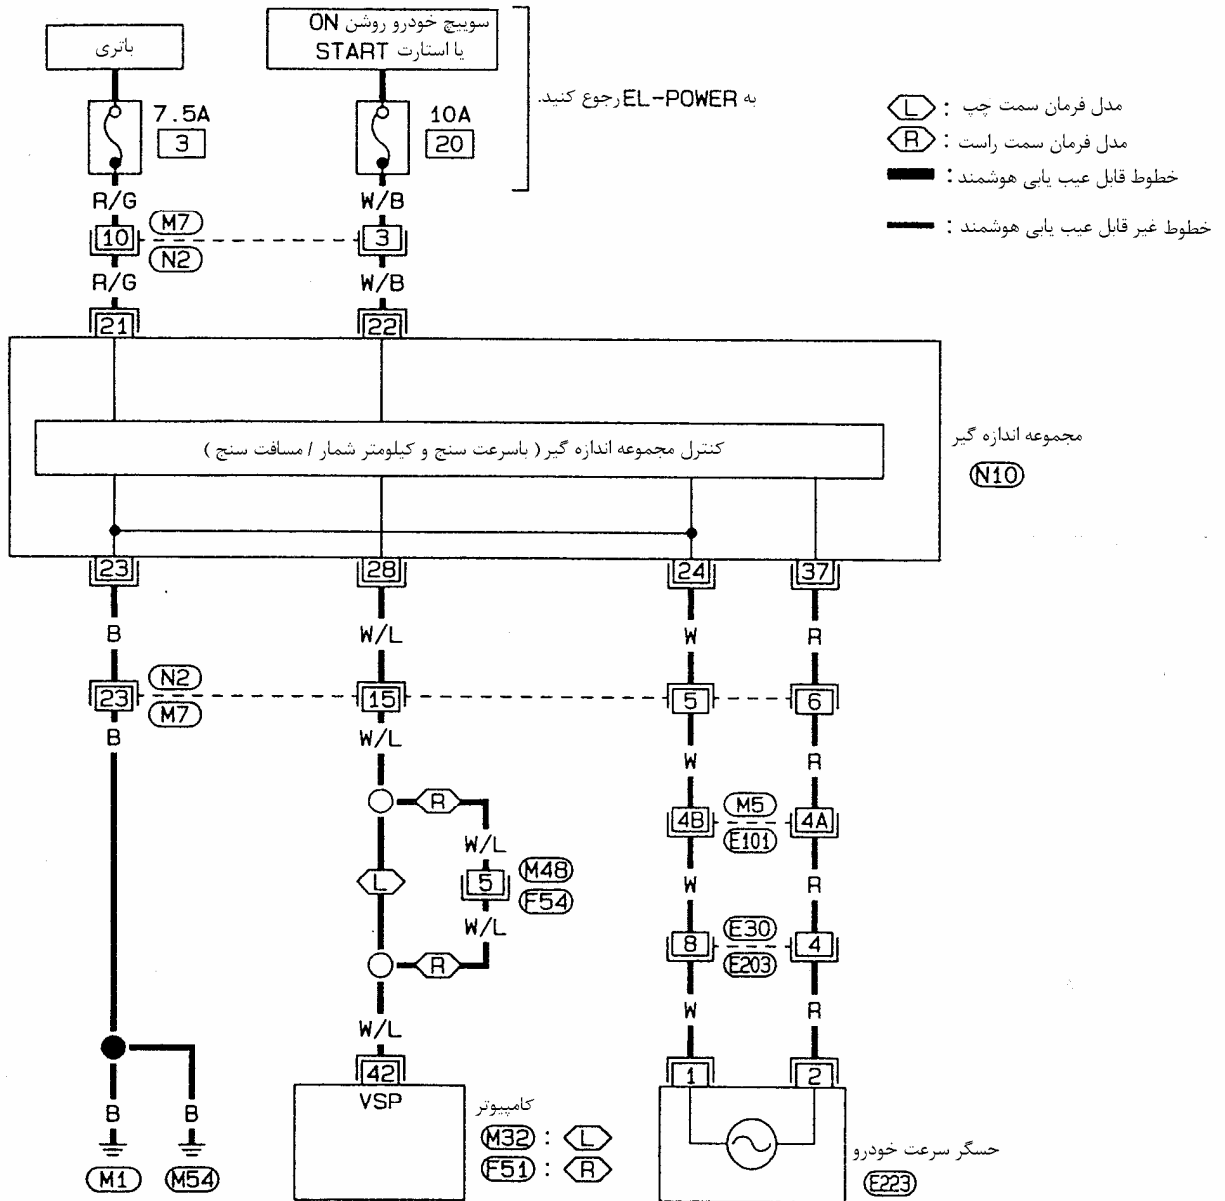 باتری
سوییچ خودرو روشن ON
یا استارت START
به EL-POWER رجوع کنید.
7.5A
3
10A
20
L : مدل فرمان سمت چپ
R : مدل فرمان سمت راست
خطوط قابل عیب یابی هوشمند :
خطوط غیر قابل عیب یابی هوشمند :
R/G
W/B
10
M7
N2
3
R/G
W/B
21
22
کنترل مجموعه اندازه گیر ( باسرعت سنج و کیلومتر شمار / مسافت سنج )
مجموعه اندازه گیر
N10
23
28
24
37
B
W/L
W
R
23
N2
M7
15
5
6
B
W/L
W
R
R
W/L
4B
M5
E101
4A
L
5
M48
F54
W
R
W/L
R
8
E30
E203
4
W/L
W
R
42
1
2
VSP
کامپیوتر
M32 : L
F51 : R
B
B
M1
M54
حسگر سرعت خودرو
E223